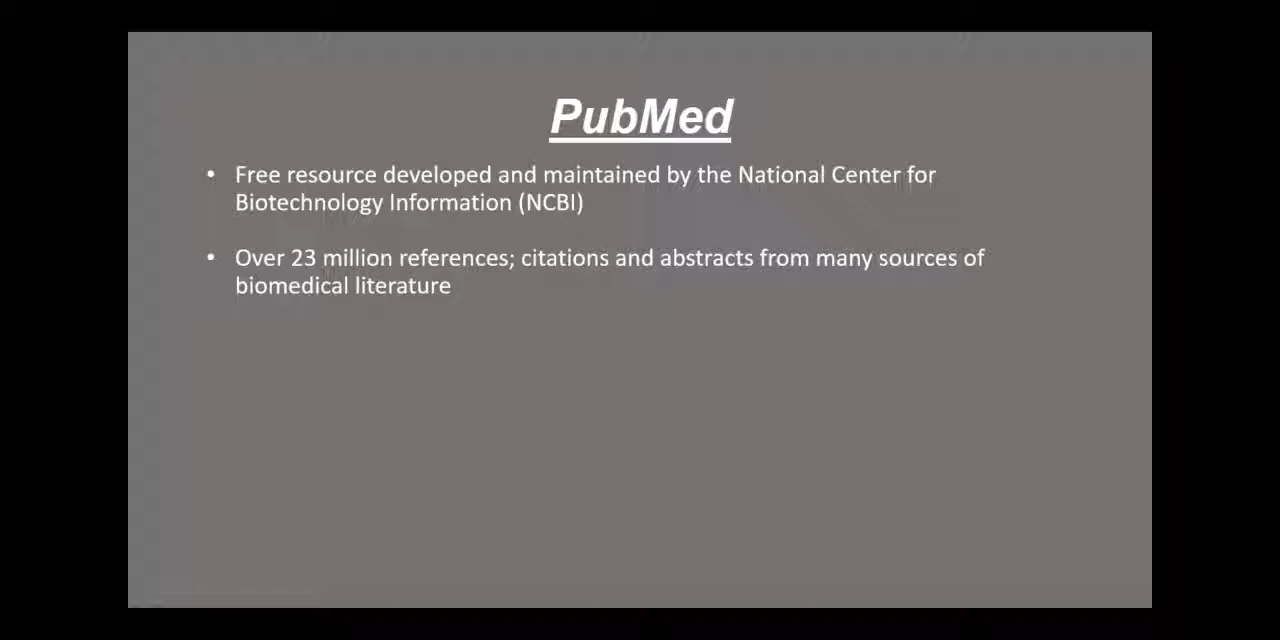 PubMed
• Free resource developed and maintained by the National Center for
Biotechnology Information (NCBI)
• Over 23 million references; citations and abstracts from many sources of
biomedical literature